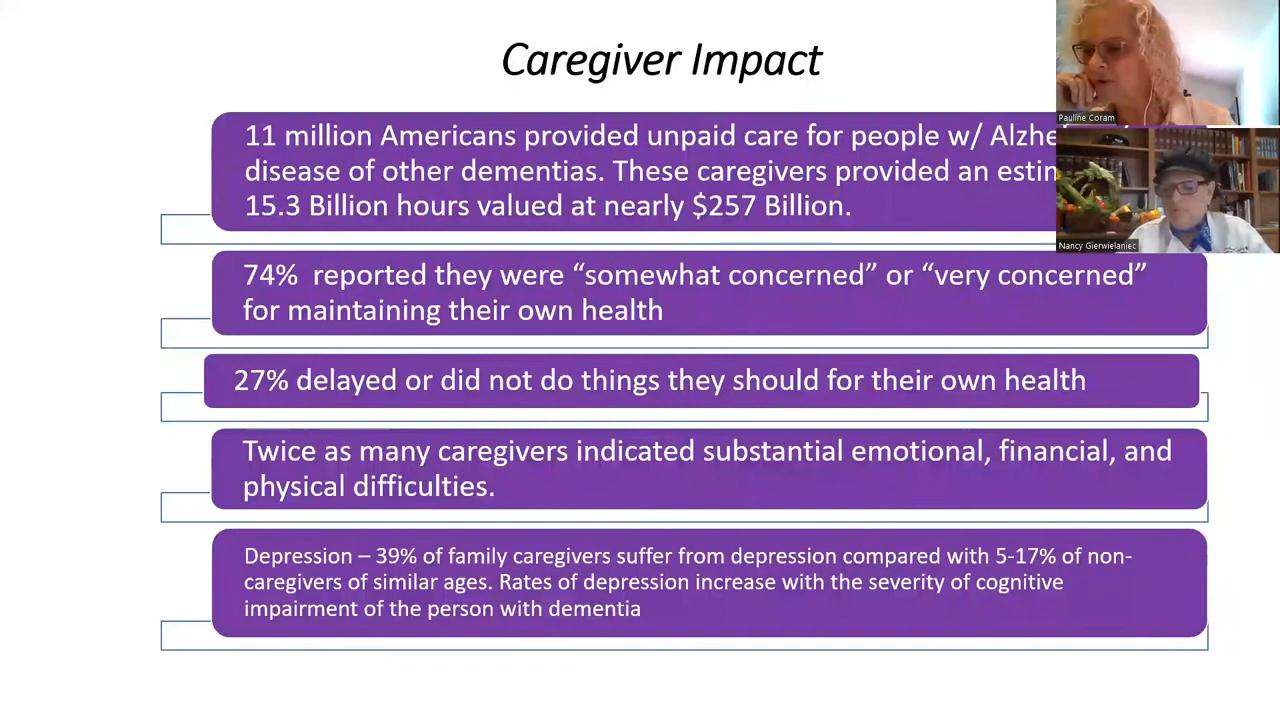 Caregiver Impact
11 million Americans provided unpaid care for people w/
disease of other dementias. These caregivers provided an
15.3 Billion hours valued at nearly $257 Billion.
74% reported they were “somewhat concerned” or “very concerned”
for maintaining their own health
27% delayed or did not do things they should for their own health
Twice as many caregivers indicated substantial emotional, financial, and
physical difficulties.
Depression – 39% of family caregivers suffer from depression compared with 5-17% of non-
caregivers of similar ages. Rates of depression increase with the severity of cognitive
impairment of the person with dementia
Pauline Coram
Nancy Gierwielaniec